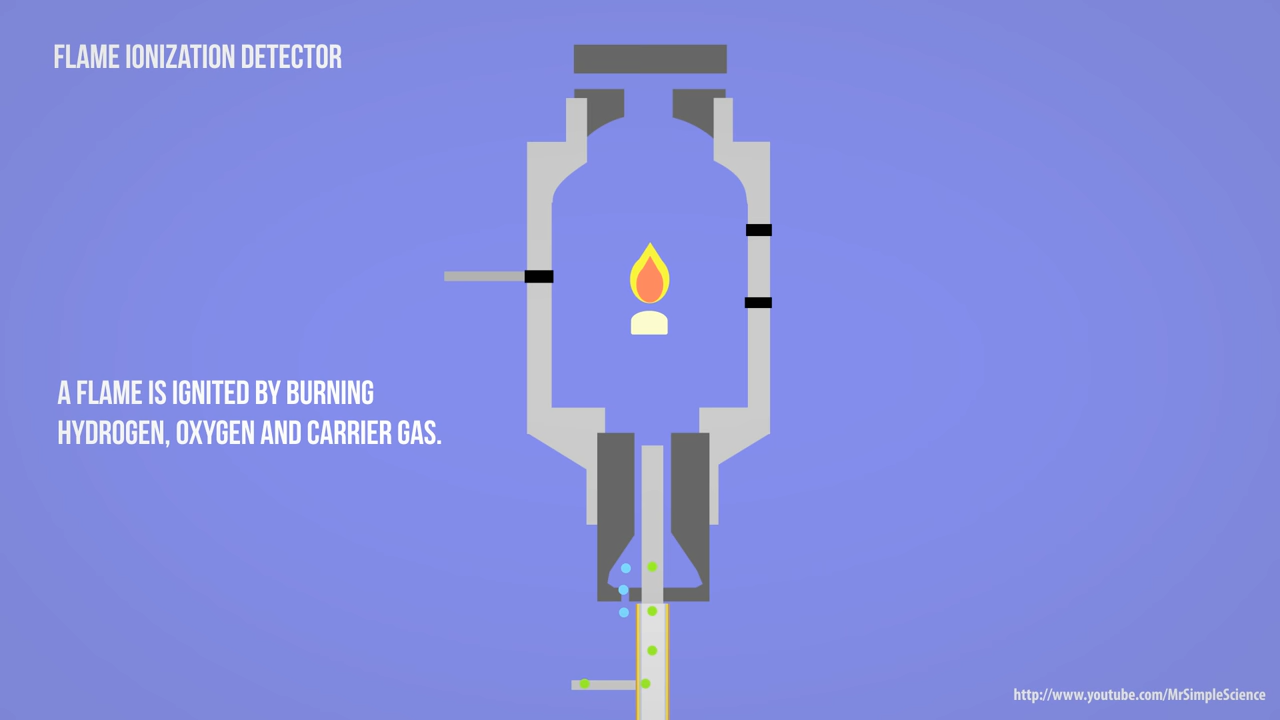 FLAME IONIZATION DETECTOR
A FLAME IS IGNITED BY BURNING
HYDROGEN, OXYGEN AND CARRIER GAS.
http://www.youtube.com/MrSimpleScience